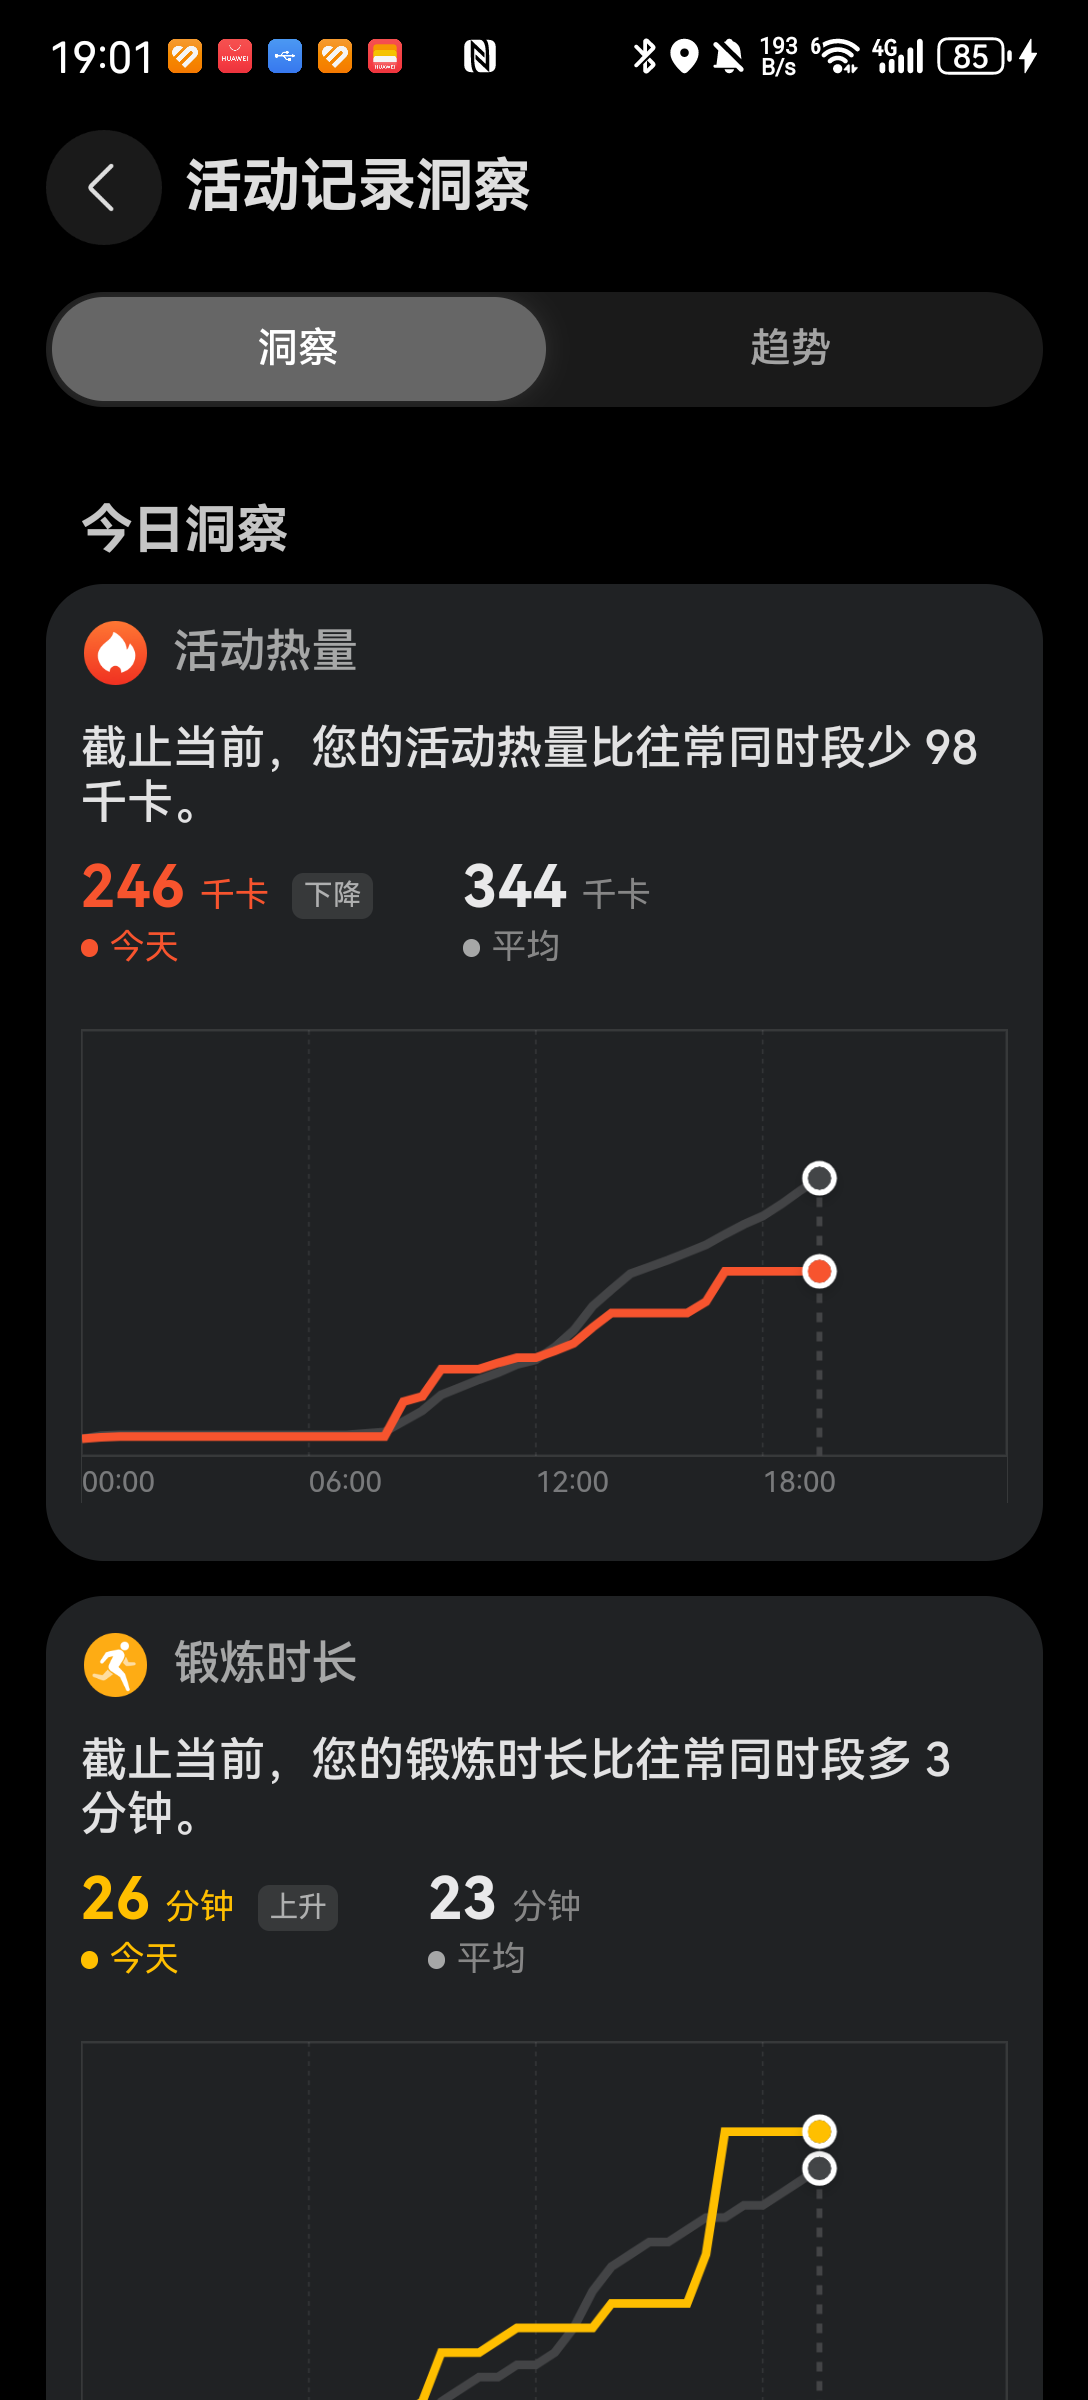 19:01
193
B/s
6
4G
85
活动记录洞察
洞察
趋势
今日洞察
活动热量
截止当前，您的活动热量比往常同时段少 98
千卡。
246 千卡 下降
344 千卡
今天
平均
00:00 06:00 12:00 18:00
锻炼时长
截止当前，您的锻炼时长比往常同时段多 3
分钟。
26 分钟 上升
23 分钟
今天
平均